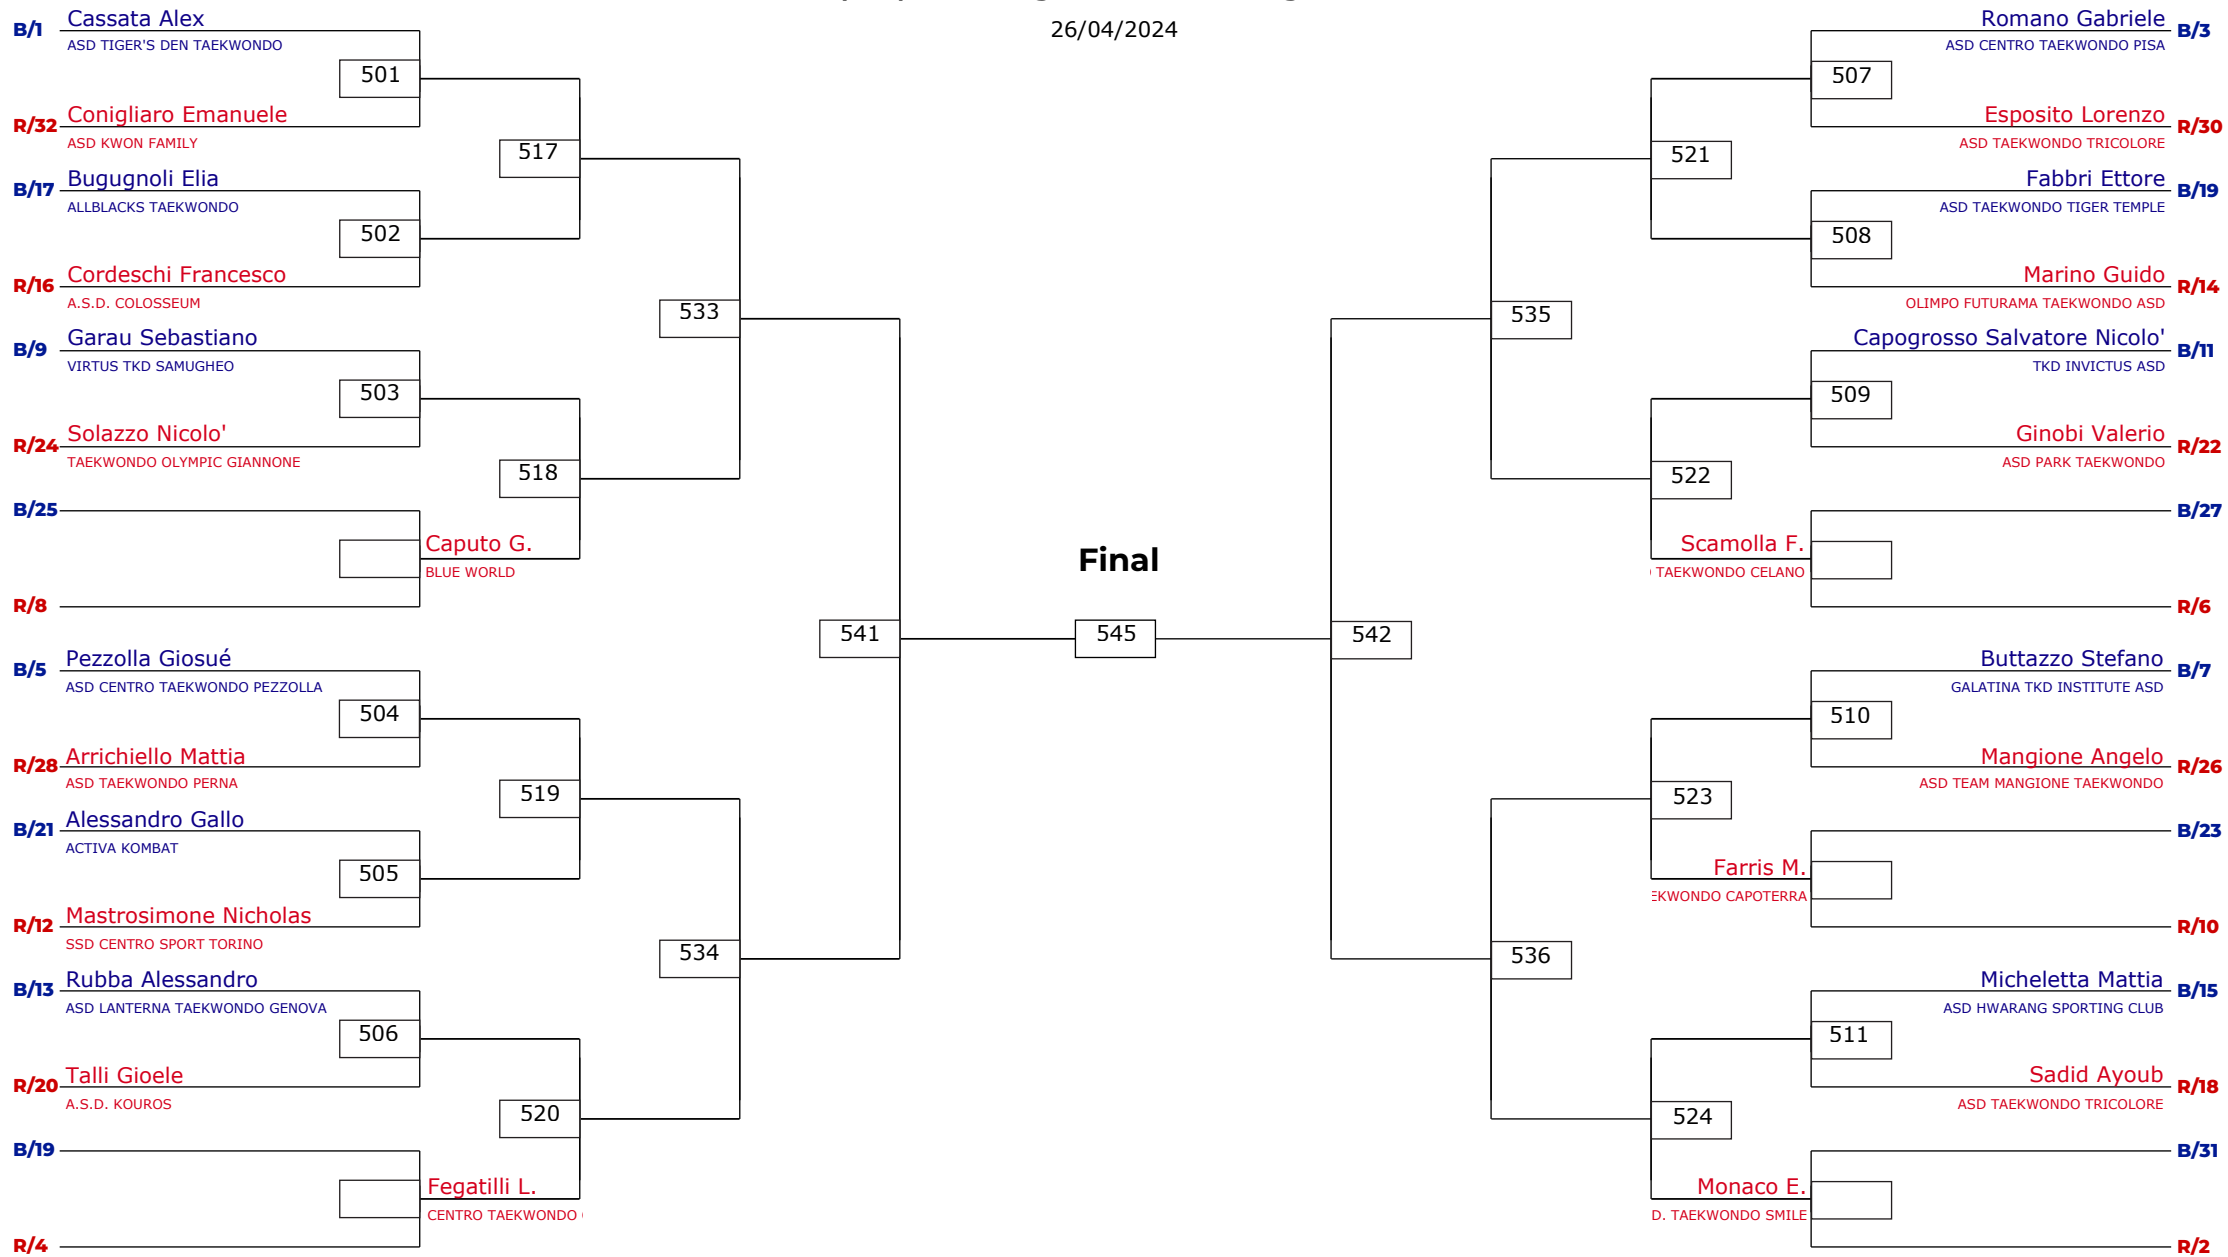 26/04/2024
B/1
Cassata Alex
ASD TIGER'S DEN TAEKWONDO
501
R/32
Conigliaro Emanuele
ASD KWON FAMILY
517
B/17
Bugugnoli Elia
ALLBLACKS TAEKWONDO
502
R/16
Cordeschi Francesco
A.S.D. COLOSSEUM
533
B/9
Garau Sebastiano
VIRTUS TKD SAMUGHEO
503
R/24
Solazzo Nicolo'
TAEKWONDO OLYMPIC GIANNONE
518
B/25
Caputo G.
BLUE WORLD
R/8
541
B/5
Pezzolla Giosué
ASD CENTRO TAEKWONDO PEZZOLLA
504
R/28
Arrichiello Mattia
ASD TAEKWONDO PERNA
519
B/21
Alessandro Gallo
ACTIVA KOMBAT
505
R/12
Mastrosimone Nicholas
SSD CENTRO SPORT TORINO
534
B/13
Rubba Alessandro
ASD LANTERNA TAEKWONDO GENOVA
506
R/20
Talli Gioele
A.S.D. KOUROS
520
B/19
Fegatilli L.
CENTRO TAEKWONDO
R/4
Final
545
Romano Gabriele
B/3
ASD CENTRO TAEKWONDO PISA
507
Esposito Lorenzo
R/30
ASD TAEKWONDO TRICOLORE
521
Fabbri Ettore
B/19
ASD TAEKWONDO TIGER TEMPLE
508
Marino Guido
R/14
OLIMPO FUTURAMA TAEKWONDO ASD
535
Capogrosso Salvatore Nicolo'
B/11
TKD INVICTUS ASD
509
Ginobi Valerio
R/22
ASD PARK TAEKWONDO
522
B/27
Scamolla F.
TAEKWONDO CELANO
R/6
542
Buttazzo Stefano
B/7
GALATINA TKD INSTITUTE ASD
510
Mangione Angelo
R/26
ASD TEAM MANGIONE TAEKWONDO
523
B/23
Farris M.
EKWONDO CAPOTERRA
R/10
536
Micheletta Mattia
B/15
ASD HWARANG SPORTING CLUB
511
Sadid Ayoub
R/18
ASD TAEKWONDO TRICOLORE
524
B/31
Monaco E.
D. TAEKWONDO SMILE
R/2